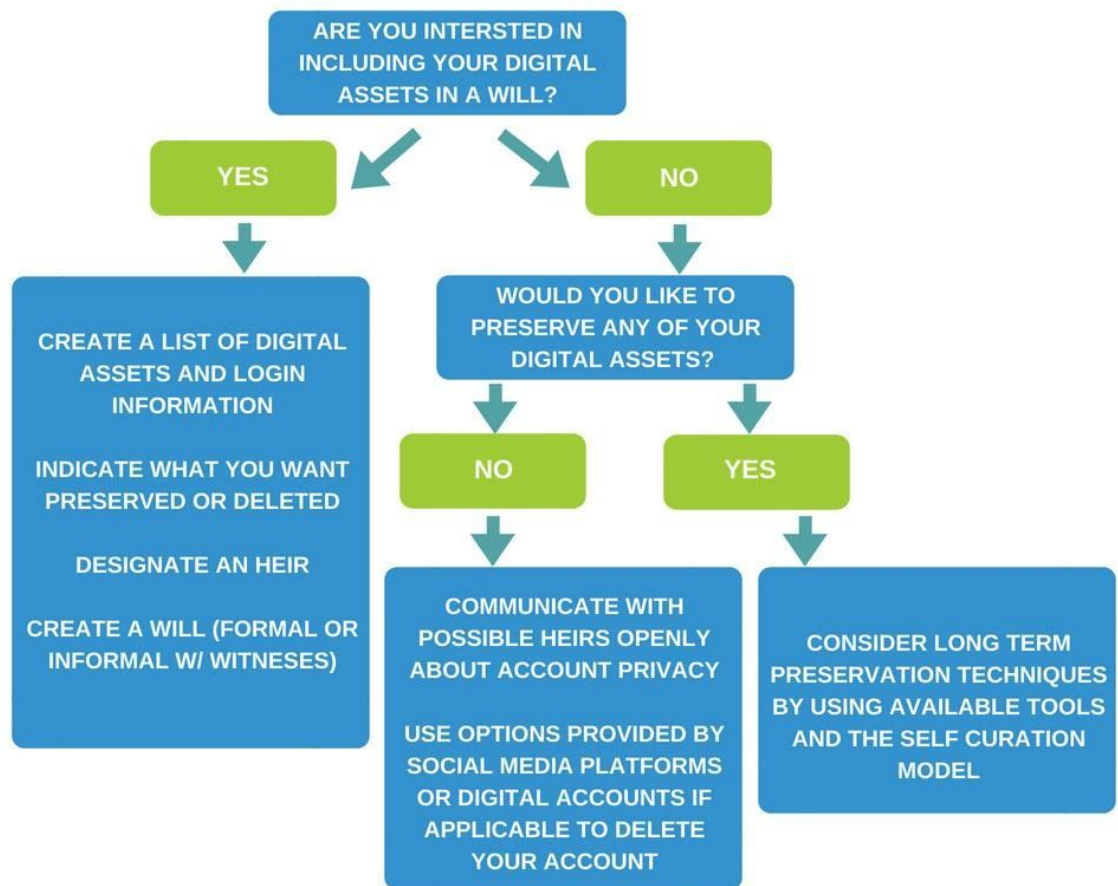 ARE YOU INTERSTED IN
INCLUDING YOUR DIGITAL
ASSETS IN A WILL?
YES
NO
CREATE A LIST OF DIGITAL
ASSETS AND LOGIN
INFORMATION
INDICATE WHAT YOU WANT
PRESERVED OR DELETED
DESIGNATE AN HEIR
CREATE A WILL (FORMAL OR
INFORMAL W/ WITNESES)
WOULD YOU LIKE TO
PRESERVE ANY OF YOUR
DIGITAL ASSETS?
NO
YES
COMMUNICATE WITH
POSSIBLE HEIRS OPENLY
ABOUT ACCOUNT PRIVACY
USE OPTIONS PROVIDED BY
SOCIAL MEDIA PLATFORMS
OR DIGITAL ACCOUNTS IF
APPLICABLE TO DELETE
YOUR ACCOUNT
CONSIDER LONG TERM
PRESERVATION TECHNIQUES
BY USING AVAILABLE TOOLS
AND THE SELF CURATION
MODEL